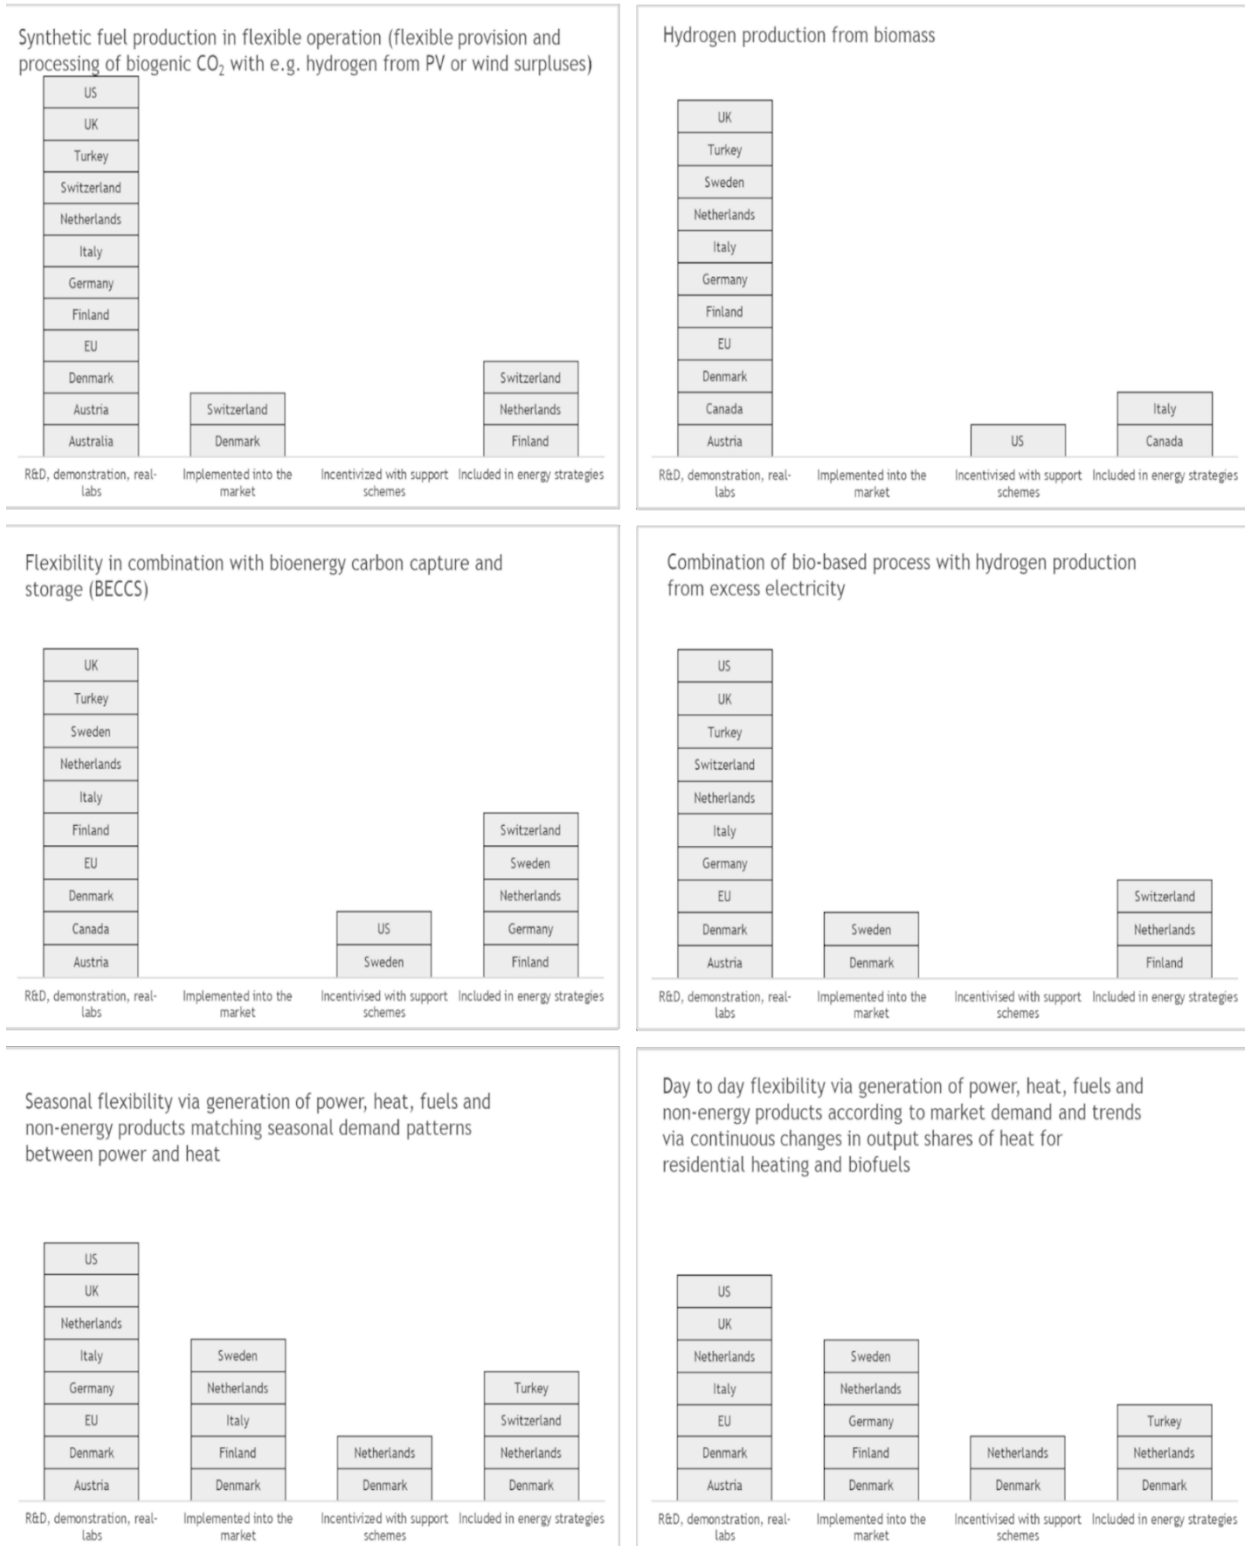 Synthetic fuel production in flexible operation (flexible provision and
processing of biogenic CO₂ with e.g. hydrogen from PV or wind surpluses)
US
UK
Turkey
Switzerland
Netherlands
Italy
Germany
Finland
EU
Denmark
Austria
Australia
Switzerland
Denmark
Switzerland
Netherlands
Finland
R&D, demonstration, real-
labs
Implemented into the
market
Incentivized with support
schemes
Included in energy strategies
Hydrogen production from biomass
UK
Turkey
Sweden
Netherlands
Italy
Germany
Finland
EU
Denmark
Canada
Austria
US
Italy
Canada
R&D, demonstration, real-
labs
Implemented into the
market
Incentivised with support
schemes
Included in energy strategies
Flexibility in combination with bioenergy carbon capture and
storage (BECCS)
UK
Turkey
Sweden
Netherlands
Italy
Finland
EU
Denmark
Canada
Austria
US
Sweden
Switzerland
Sweden
Netherlands
Germany
Finland
R&D, demonstration, real-
labs
Implemented into the
market
Incentivised with support
schemes
Included in energy strategies
Combination of bio-based process with hydrogen production
from excess electricity
US
UK
Turkey
Switzerland
Netherlands
Italy
Germany
EU
Denmark
Austria
Sweden
Denmark
Switzerland
Netherlands
Finland
R&D, demonstration, real-
labs
Implemented into the
market
Incentivised with support
schemes
Included in energy strategies
Seasonal flexibility via generation of power, heat, fuels and
non-energy products matching seasonal demand patterns
between power and heat
US
UK
Netherlands
Italy
Germany
EU
Denmark
Austria
Sweden
Netherlands
Italy
Finland
Denmark
Netherlands
Denmark
Turkey
Switzerland
Netherlands
Denmark
R&D, demonstration, real-
labs
Implemented into the
market
Incentivized with support
schemes
Included in energy strategies
Day to day flexibility via generation of power, heat, fuels and
non-energy products according to market demand and trends
via continuous changes in output shares of heat for
residential heating and biofuels
US
UK
Netherlands
Italy
EU
Denmark
Austria
Sweden
Netherlands
Germany
Finland
Denmark
Netherlands
Denmark
Turkey
Netherlands
Denmark
R&D, demonstration, real-
labs
Implemented into the
market
Incentivised with support
schemes
Included in energy strategies